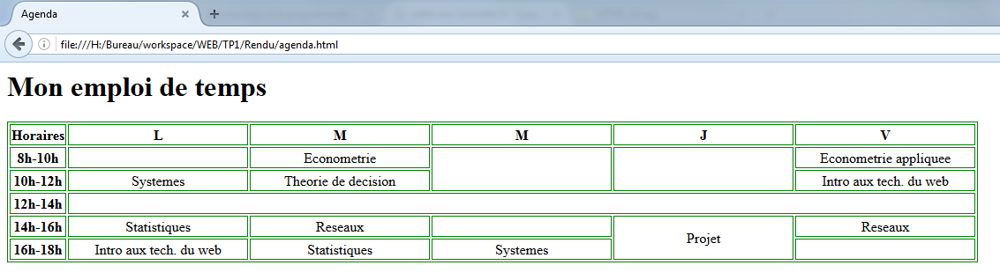 Agenda
file:///H:/Bureau/workspace/WEB/TP1/Rendu/agenda.html
Mon emploi de temps
Horaires L M M J V
8h-10h Econometrie Econometrie appliquee
10h-12h Systemes Theorie de decision Intro aux tech. du web
12h-14h
14h-16h Statistiques Reseaux Projet Reseaux
16h-18h Intro aux tech. du web Statistiques Systemes